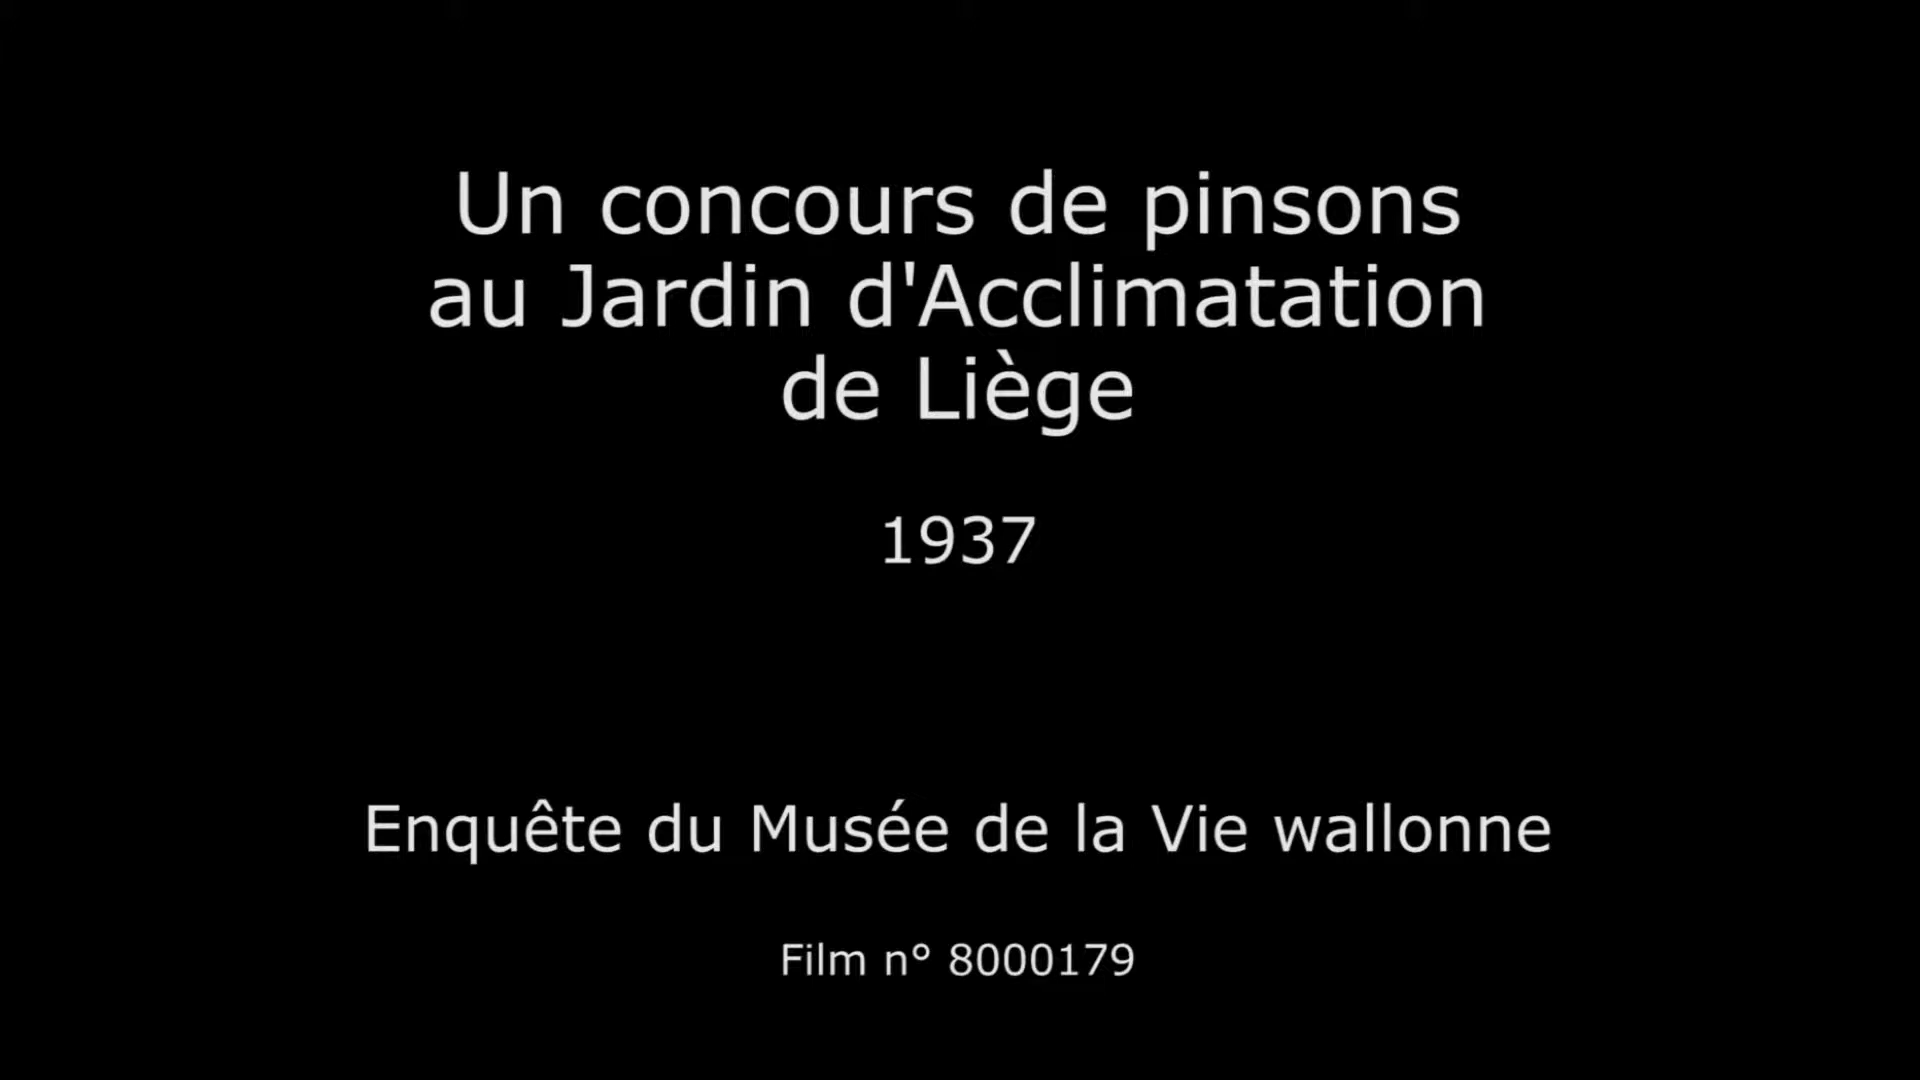 Un concours de pinsons
au Jardin d'Acclimatation
de Liège
1937
Enquête du Musée de la Vie wallonne
Film n° 8000179